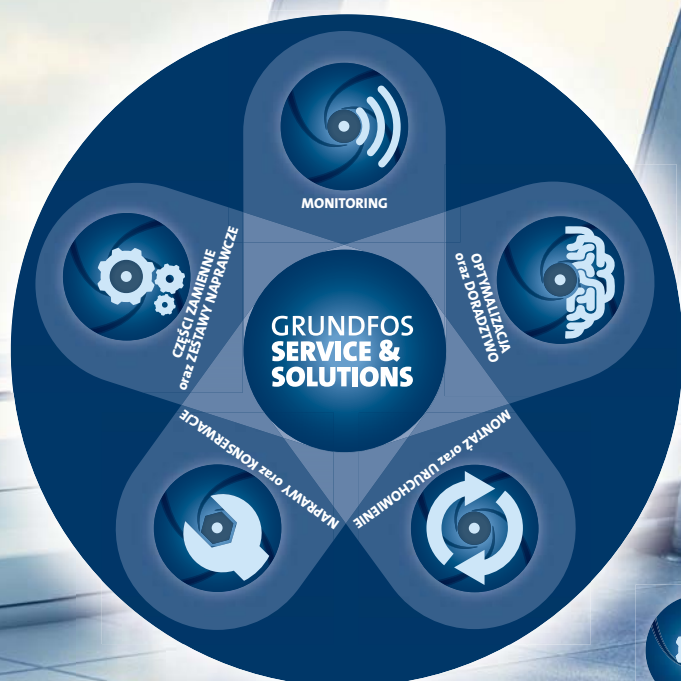 MONITORING
OPTYMALIZACJA
oraz DORADZTWO
CZĘŚCI ZAMIENNE
oraz ZESTAWY NAPRAWCZE
GRUNDFOS
SERVICE &
SOLUTIONS
NAPRAWY oraz KONSERWACJE
MONTAŻ oraz URUCHOMIENIE